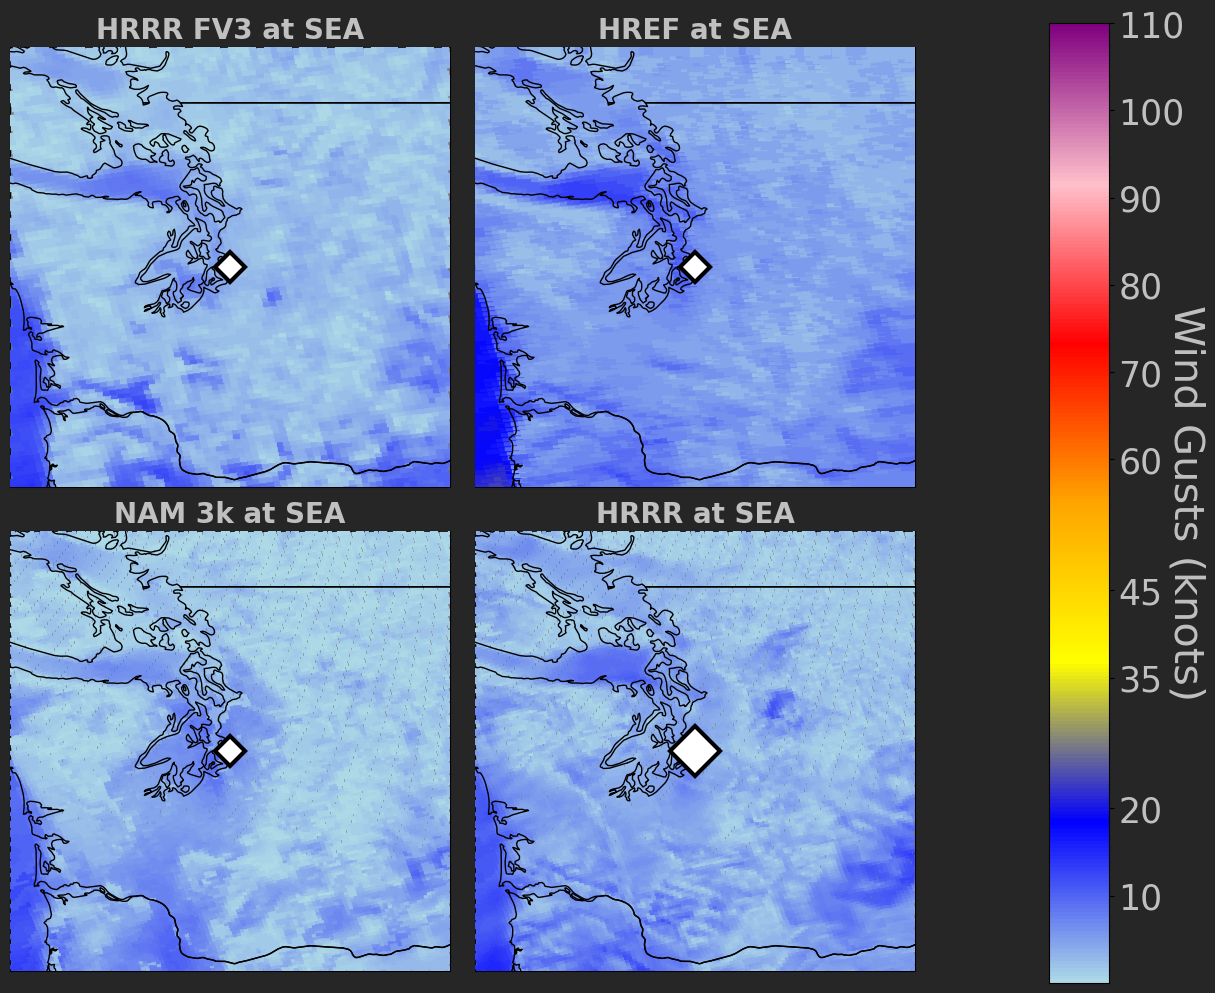 HRRR FV3 at SEA
HREF at SEA
NAM 3k at SEA
HRRR at SEA
110
100
90
80
70
60
45
35
20
10
Wind Gusts (knots)